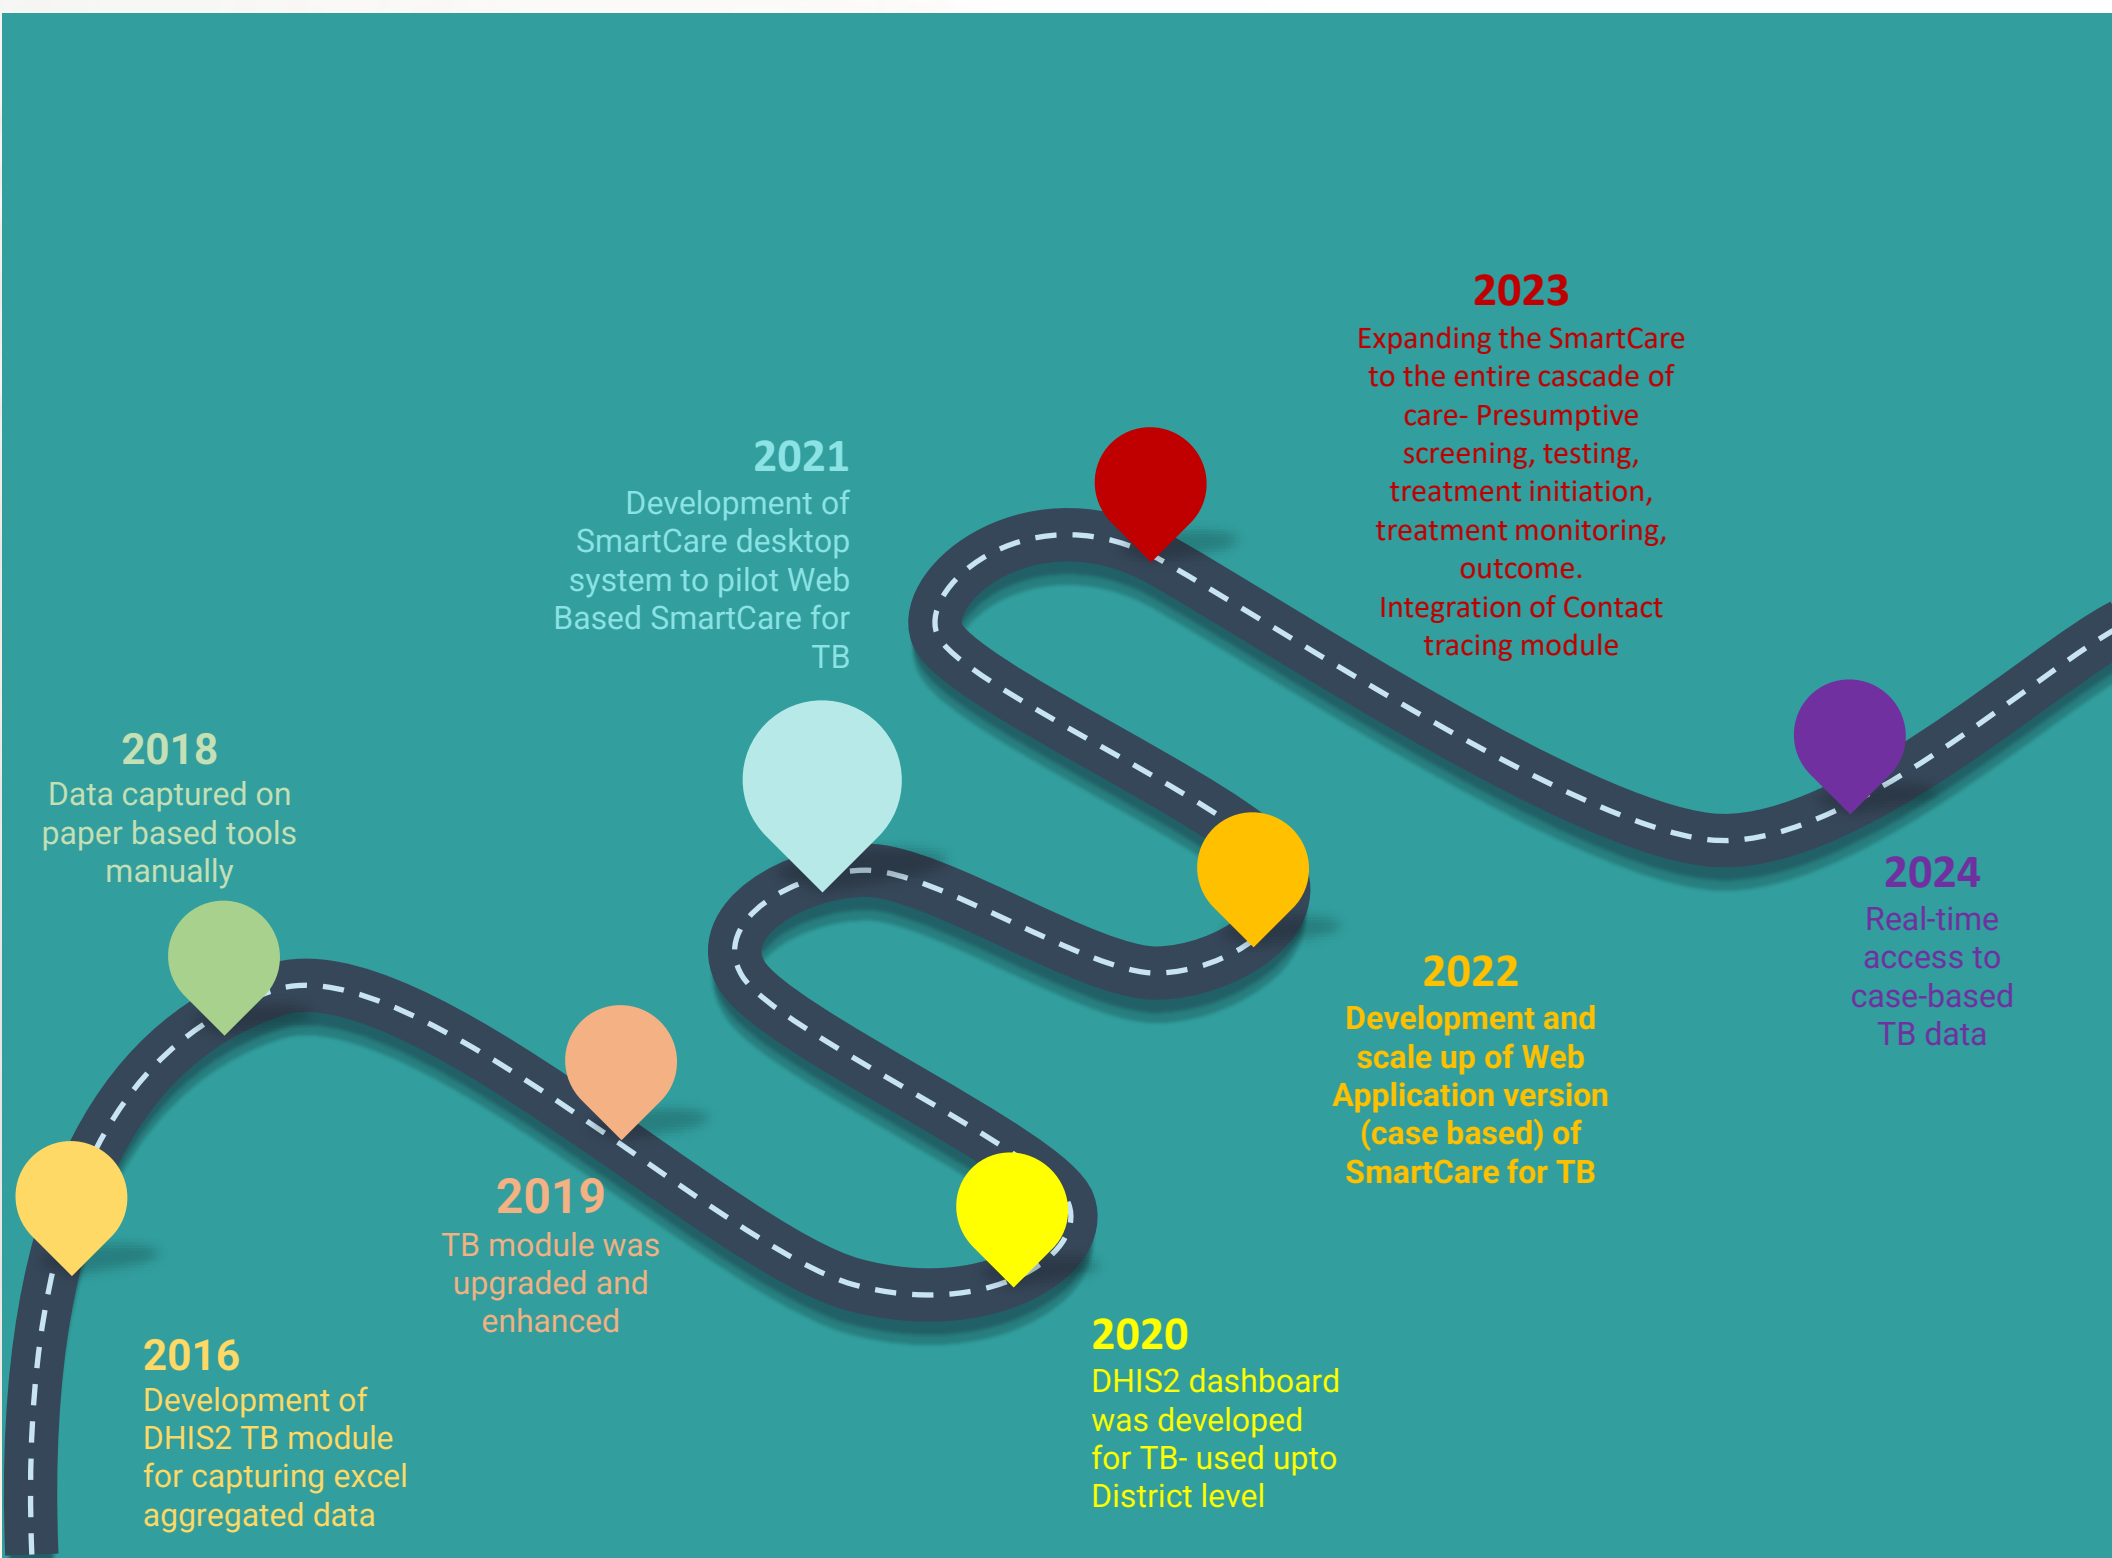 2016
Development of
DHIS2 TB module
for capturing excel
aggregated data
2018
Data captured on
paper based tools
manually
2019
TB module was
upgraded and
enhanced
2020
DHIS2 dashboard
was developed
for TB- used upto
District level
2021
Development of
SmartCare desktop
system to pilot Web
Based SmartCare for
TB
2022
Development and
scale up of Web
Application version
(case based) of
SmartCare for TB
2023
Expanding the SmartCare
to the entire cascade of
care- Presumptive
screening, testing,
treatment initiation,
treatment monitoring,
outcome.
Integration of Contact
tracing module
2024
Real-time
access to
case-based
TB data